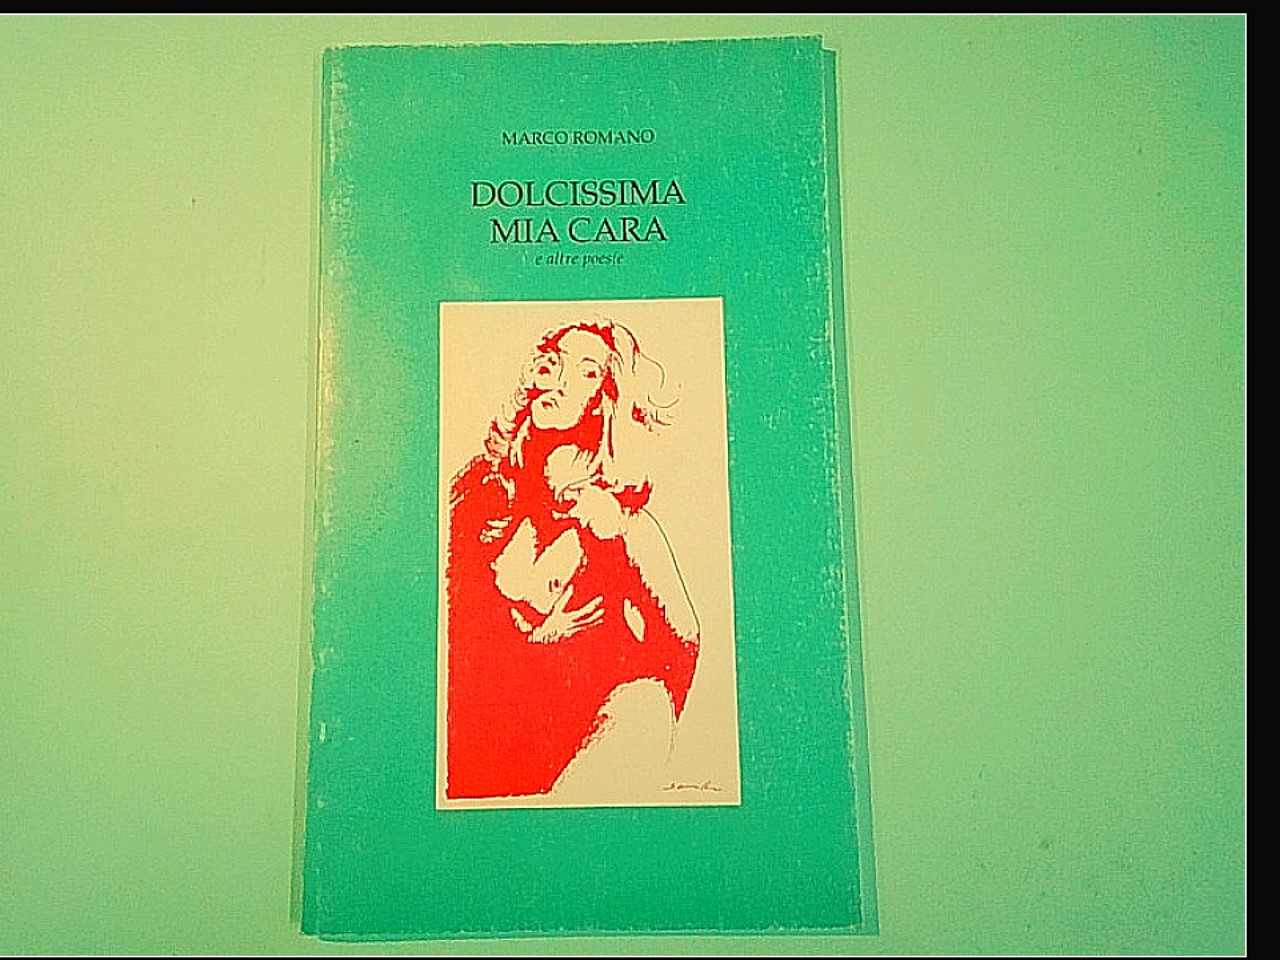 MARCO ROMANO
DOLCISSIMA
MIA CARA
e altre poesie